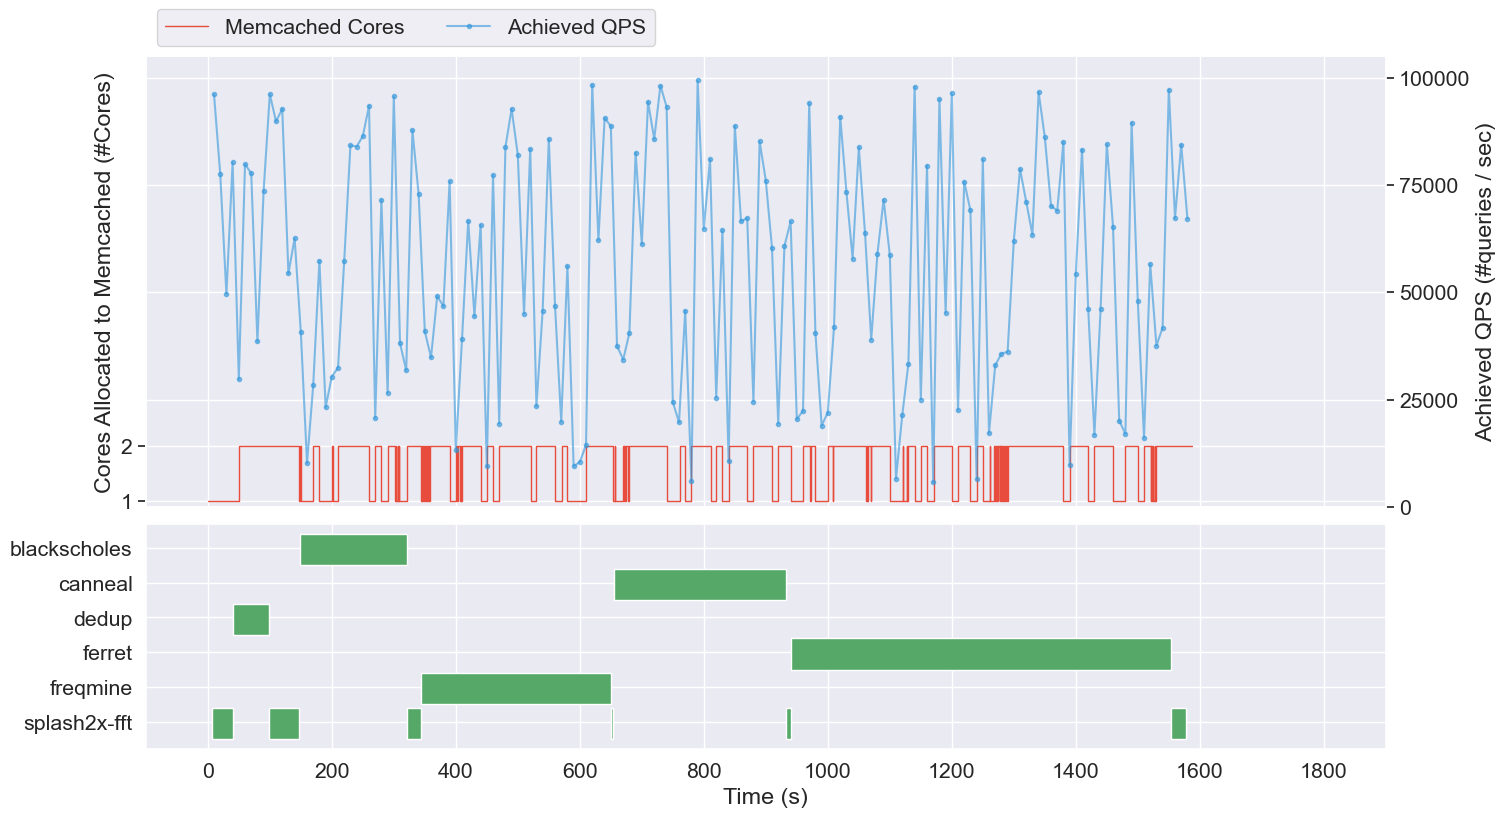 Memcached Cores
Achieved QPS
Cores Allocated to Memcached (#Cores)
2
1
100000
75000
50000
25000
0
Achieved QPS (#queries / sec)
blackscholes
canneal
dedup
ferret
freqmine
splash2x-fft
0 200 400 600 800 1000 1200 1400 1600 1800
Time (s)